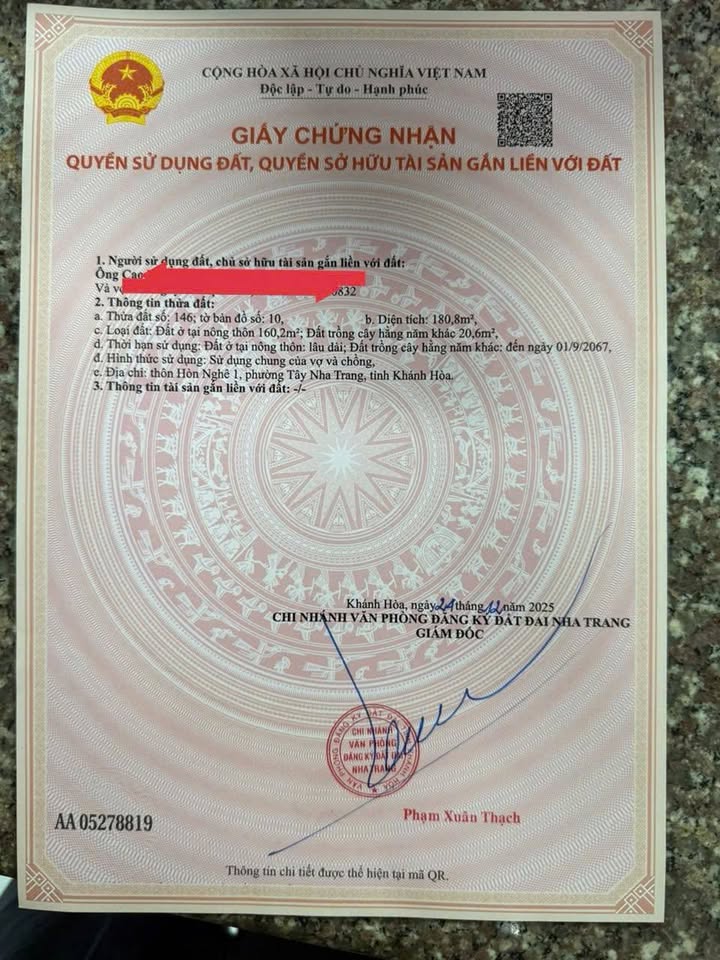 CỘNG HÒA XÃ HỘI CHỦ NGHĨA VIỆT NAM
Độc lập - Tự do - Hạnh phúc
GIẤY CHỨNG NHẬN
QUYỀN SỬ DỤNG ĐẤT, QUYỀN SỞ HỮU TÀI SẢN GẮN LIỀN VỚI ĐẤT
1. Người sử dụng đất, chủ sở hữu tài sản gắn liền với đất:
Ông Cao
Và 0832
2. Thông tin thửa đất:
a. Thửa đất số: 146; tờ bản đồ số: 10, b. Diện tích: 180,8m²,
c. Loại đất: Đất ở tại nông thôn 160,2m²; Đất trồng cây hằng năm khác 20,6m²,
d. Thời hạn sử dụng: Đất ở tại nông thôn: lâu dài; Đất trồng cây hằng năm khác: đến ngày 01/9/2067,
đ. Hình thức sử dụng: Sử dụng chung của vợ và chồng,
e. Địa chỉ: thôn Hòn Nghê 1, phường Tây Nha Trang, tỉnh Khánh Hòa.
3. Thông tin tài sản gắn liền với đất: -/-
Khánh Hòa, ngày 24 tháng 12 năm 2025
CHI NHÁNH VĂN PHÒNG ĐĂNG KÝ ĐẤT ĐAI NHA TRANG
GIÁM ĐỐC
CHI NHÁNH
VĂN PHÒNG
ĐĂNG KÝ ĐẤT ĐAI
NHA TRANG
Phạm Xuân Thạch
AA 05278819
Thông tin chi tiết được thể hiện tại mã QR.